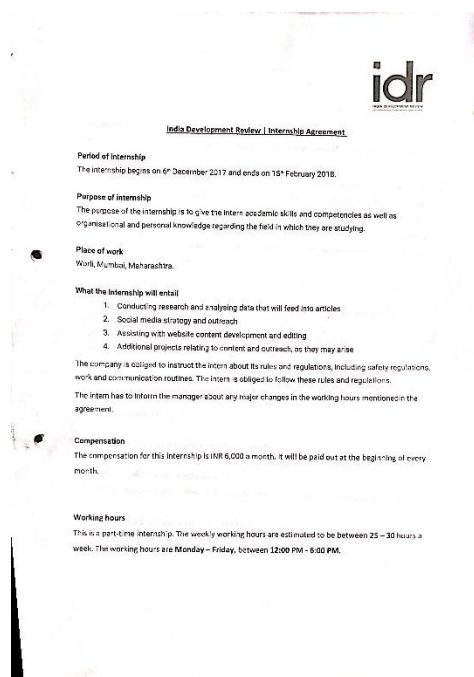 idr
INDIA DEVELOPMENT REVIEW
India Development Review | Internship Agreement
Period of internship
The internship begins on 6th December 2017 and ends on 15th February 2018.
Purpose of internship
The purpose of the internship is to give the intern academic skills and competencies as well as
organisational and personal knowledge regarding the field in which they are studying.
Place of work
Worli, Mumbai, Maharashtra.
What the internship will entail
1. Conducting research and analysing data that will feed into articles
2. Social media strategy and outreach
3. Assisting with website content development and editing
4. Additional projects relating to content and outreach, as they may arise
The company is obliged to instruct the intern about its rules and regulations, including safety regulations,
work and communication routines. The intern is obliged to follow these rules and regulations.
The intern has to inform the manager about any major changes in the working hours mentioned in the
agreement.
Compensation
The compensation for this internship is INR 6,000 a month. It will be paid out at the beginning of every
month.
Working hours
This is a part-time internship. The weekly working hours are estimated to be between 25 – 30 hours a
week. The working hours are Monday – Friday, between 12:00 PM - 6:00 PM.